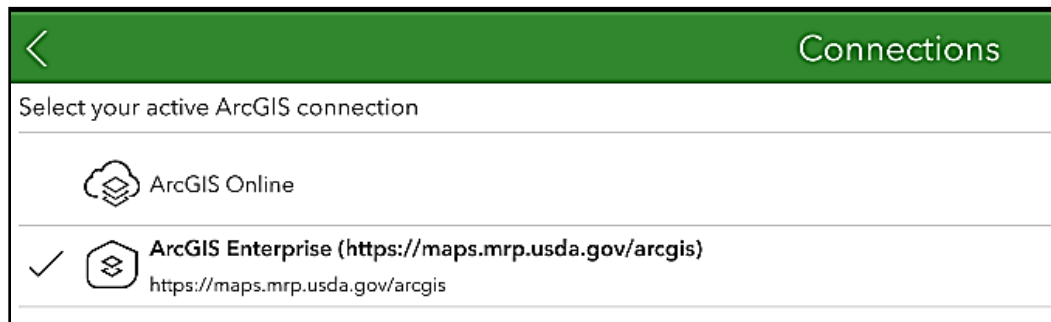 Connections
Select your active ArcGIS connection
ArcGIS Online
ArcGIS Enterprise (https://maps.mrp.usda.gov/arcgis)
https://maps.mrp.usda.gov/arcgis